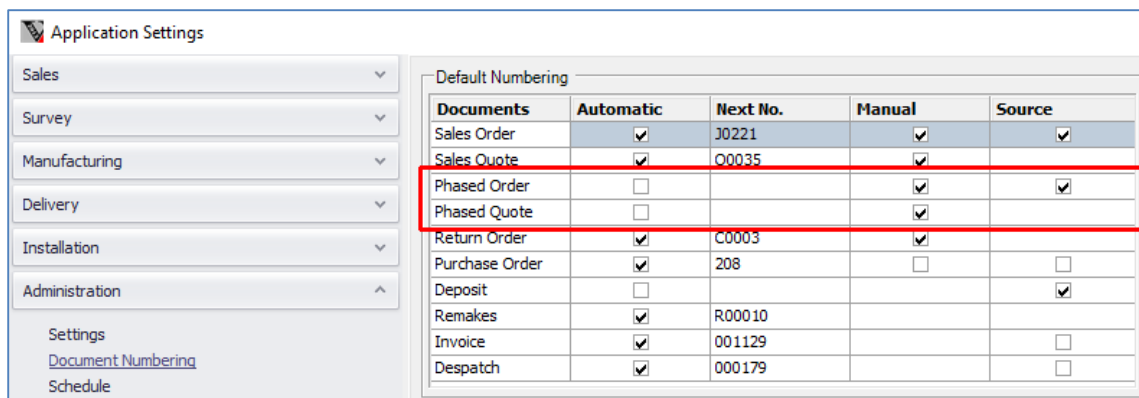 Application Settings
Sales
Survey
Manufacturing
Delivery
Installation
Administration
Settings
Document Numbering
Schedule
Default Numbering
Documents Automatic Next No. Manual Source
Sales Order J0221
Sales Quote Q0035
Phased Order
Phased Quote
Return Order C0003
Purchase Order 208
Deposit
Remakes R00010
Invoice 001129
Despatch 000179